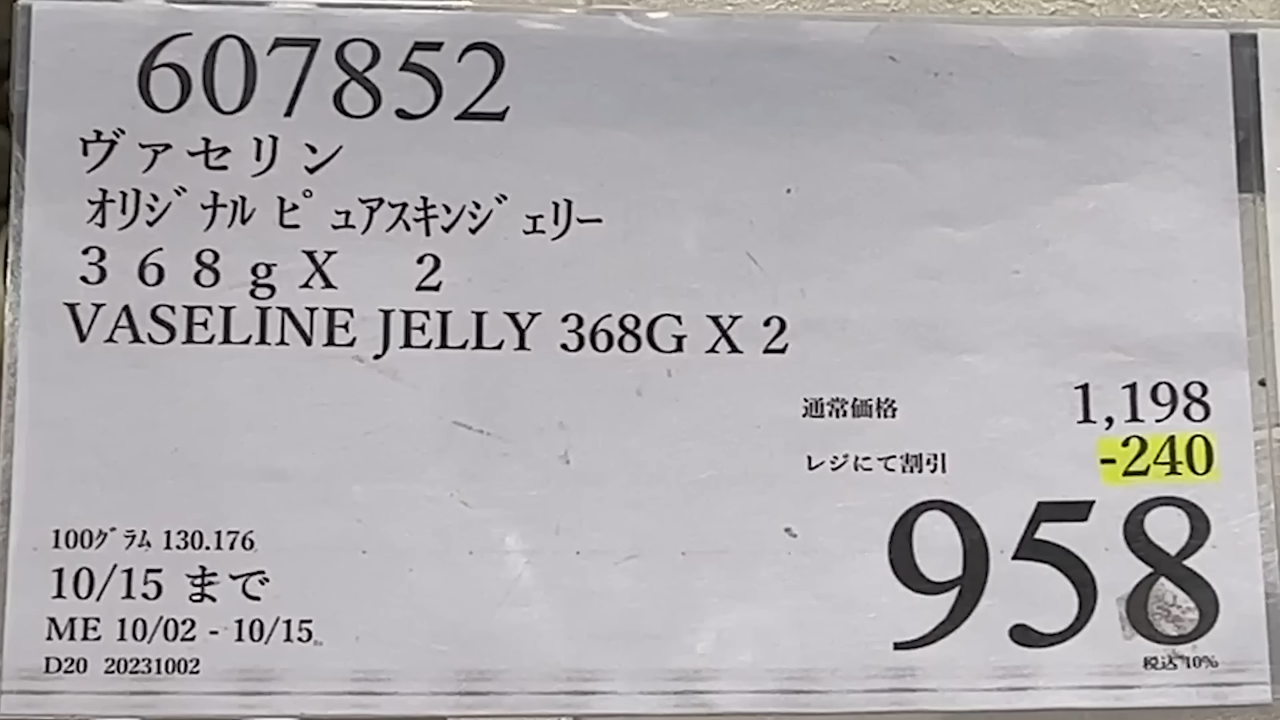 607852
ヴァセリン
ｵﾘｼﾞﾅﾙ ﾋﾟｭｱｽｷﾝｼﾞｪﾘｰ
３６８ｇＸ　２
VASELINE JELLY 368G X 2
通常価格 1,198
レジにて割引 -240
958
税込 10%
100ｸﾞﾗﾑ 130.176
10/15 まで
ME 10/02 - 10/15
D20 20231002